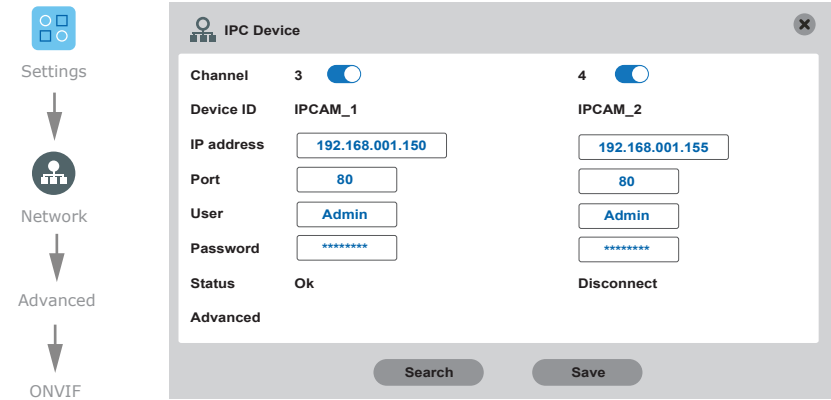 Settings
Network
Advanced
ONVIF
IPC Device
Channel 3 4
Device ID IPCAM_1 IPCAM_2
IP address 192.168.001.150 192.168.001.155
Port 80 80
User Admin Admin
Password ******** ********
Status Ok Disconnect
Advanced
Search Save